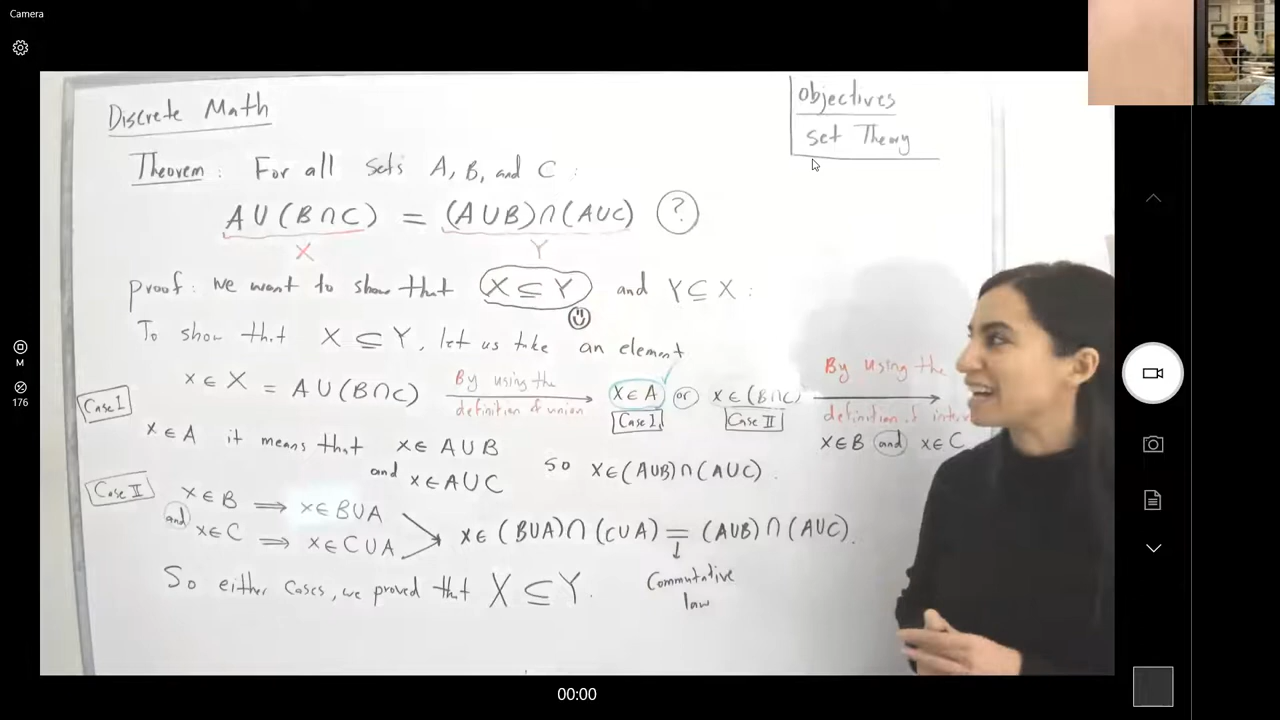 Camera
Discrete Math
Objectives
set Theory
Theorem: For all sets A, B, and C:
A∪(B∩C) = (A∪B)∩(A∪C) ?
X Y
proof: we want to show that X⊆Y and Y⊆X:
To show that X⊆Y, let us take an element
x∈X = A∪(B∩C) By using the definition of union x∈A or x∈(B∩C) By using the definition of
Case I Case II x∈B and x∈C
Case I
x∈A it means that x∈A∪B
and x∈A∪C so x∈(A∪B)∩(A∪C).
Case II
x∈B ⟹ x∈B∪A
and x∈C ⟹ x∈C∪A x∈(B∪A)∩(C∪A) = (A∪B)∩(A∪C).
Commutative
law
So either cases, we proved that X⊆Y.
M
176
00:00